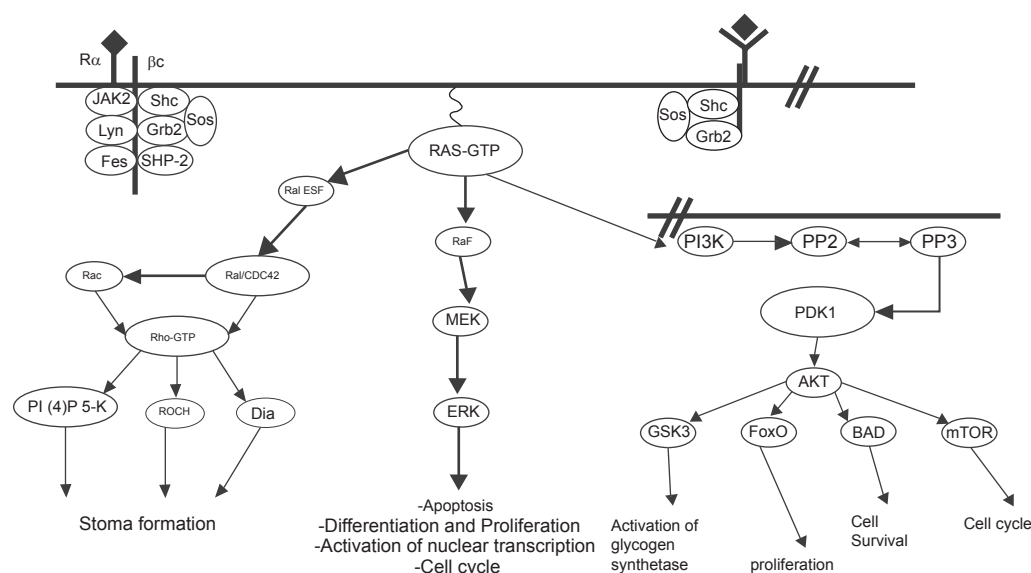 Rα
βc
JAK2
Shc
Sos
Lyn
Grb2
Fes
SHP-2
Sos
Shc
Grb2
RAS-GTP
Ral ESF
RaF
PI3K
PP2
PP3
Rac
Ral/CDC42
MEK
PDK1
Rho-GTP
AKT
PI (4)P 5-K
ROCH
Dia
ERK
GSK3
FoxO
BAD
mTOR
Stoma formation
-Apoptosis
-Differentiation and Proliferation
-Activation of nuclear transcription
-Cell cycle
Activation of
glycogen
synthetase
proliferation
Cell
Survival
Cell cycle